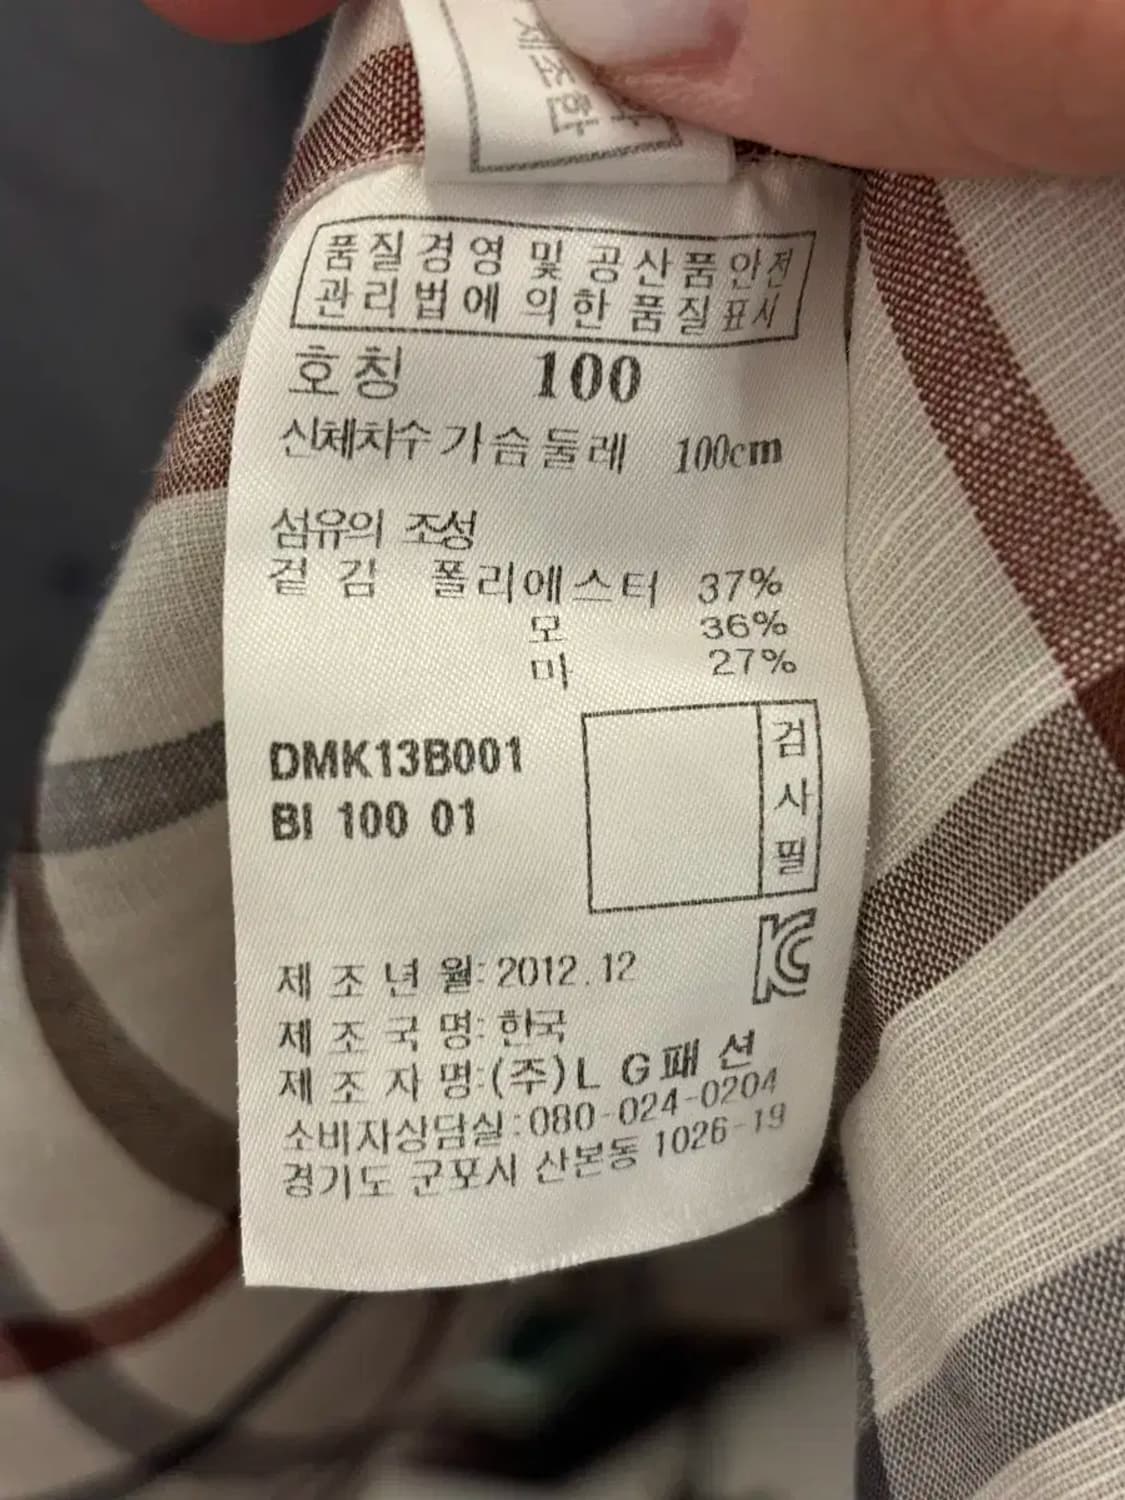 제조한
품질경영 및 공산품안전
관리법에 의한 품질표시
호칭 100
신체치수 가슴둘레 100cm
섬유의 조성
겉감 폴리에스터 37%
모 36%
마 27%
DMK13B001
BI 100 01
검사필
제조년월: 2012.12
제조국명: 한국
제조자명: (주)LG패션
소비자상담실: 080-024-0204
경기도 군포시 산본동 1026-19